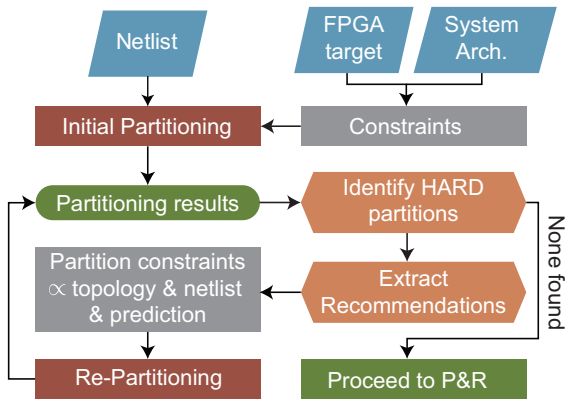 Netlist
FPGA
target
System
Arch.
Initial Partitioning
Constraints
Partitioning results
Identify HARD
partitions
None found
Partition constraints
∝ topology & netlist
& prediction
Extract
Recommendations
Re-Partitioning
Proceed to P&R